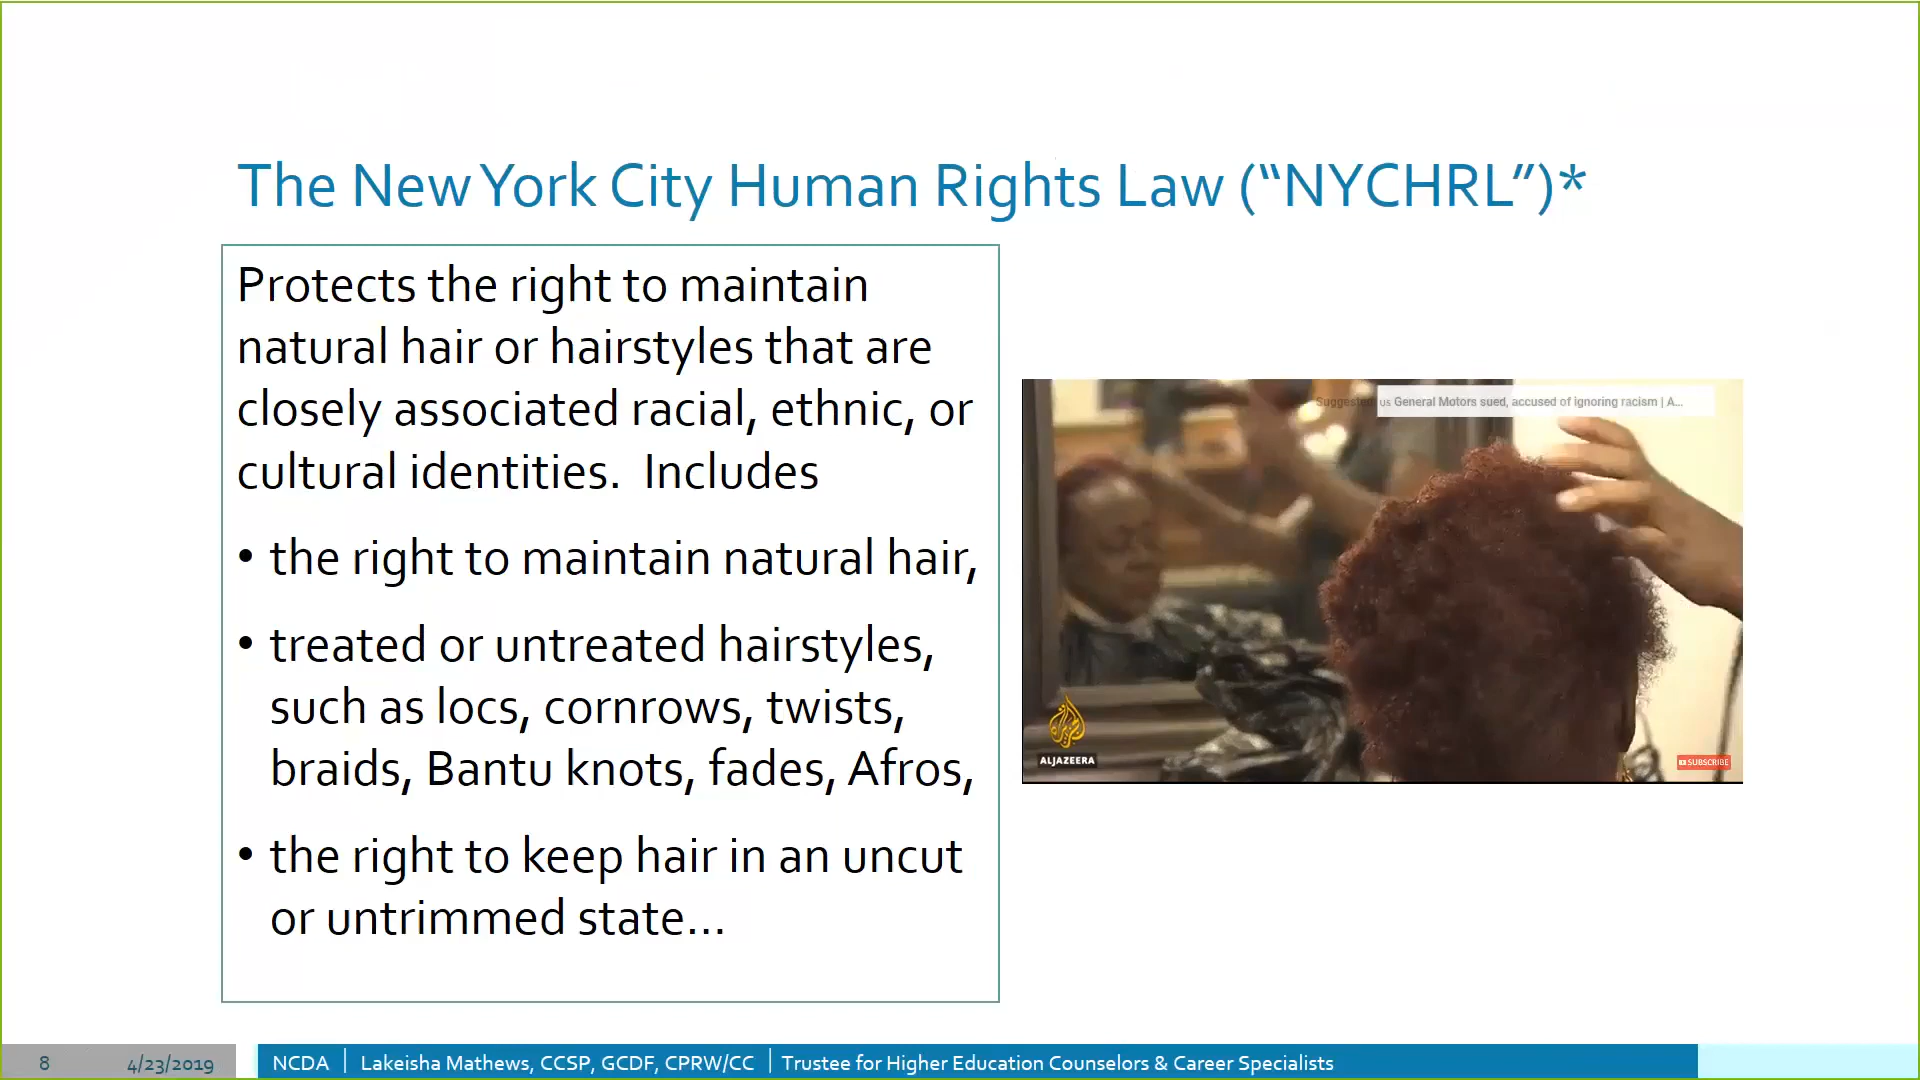 The New York City Human Rights Law (“NYCHRL”)*
Protects the right to maintain
natural hair or hairstyles that are
closely associated racial, ethnic, or
cultural identities. Includes
• the right to maintain natural hair,
• treated or untreated hairstyles,
such as locs, cornrows, twists,
braids, Bantu knots, fades, Afros,
• the right to keep hair in an uncut
or untrimmed state...
Suggested: us General Motors sued, accused of ignoring racism | A...
ALJAZEERA
SUBSCRIBE
8 4/23/2019 NCDA | Lakeisha Mathews, CCSP, GCDF, CPRW/CC | Trustee for Higher Education Counselors & Career Specialists